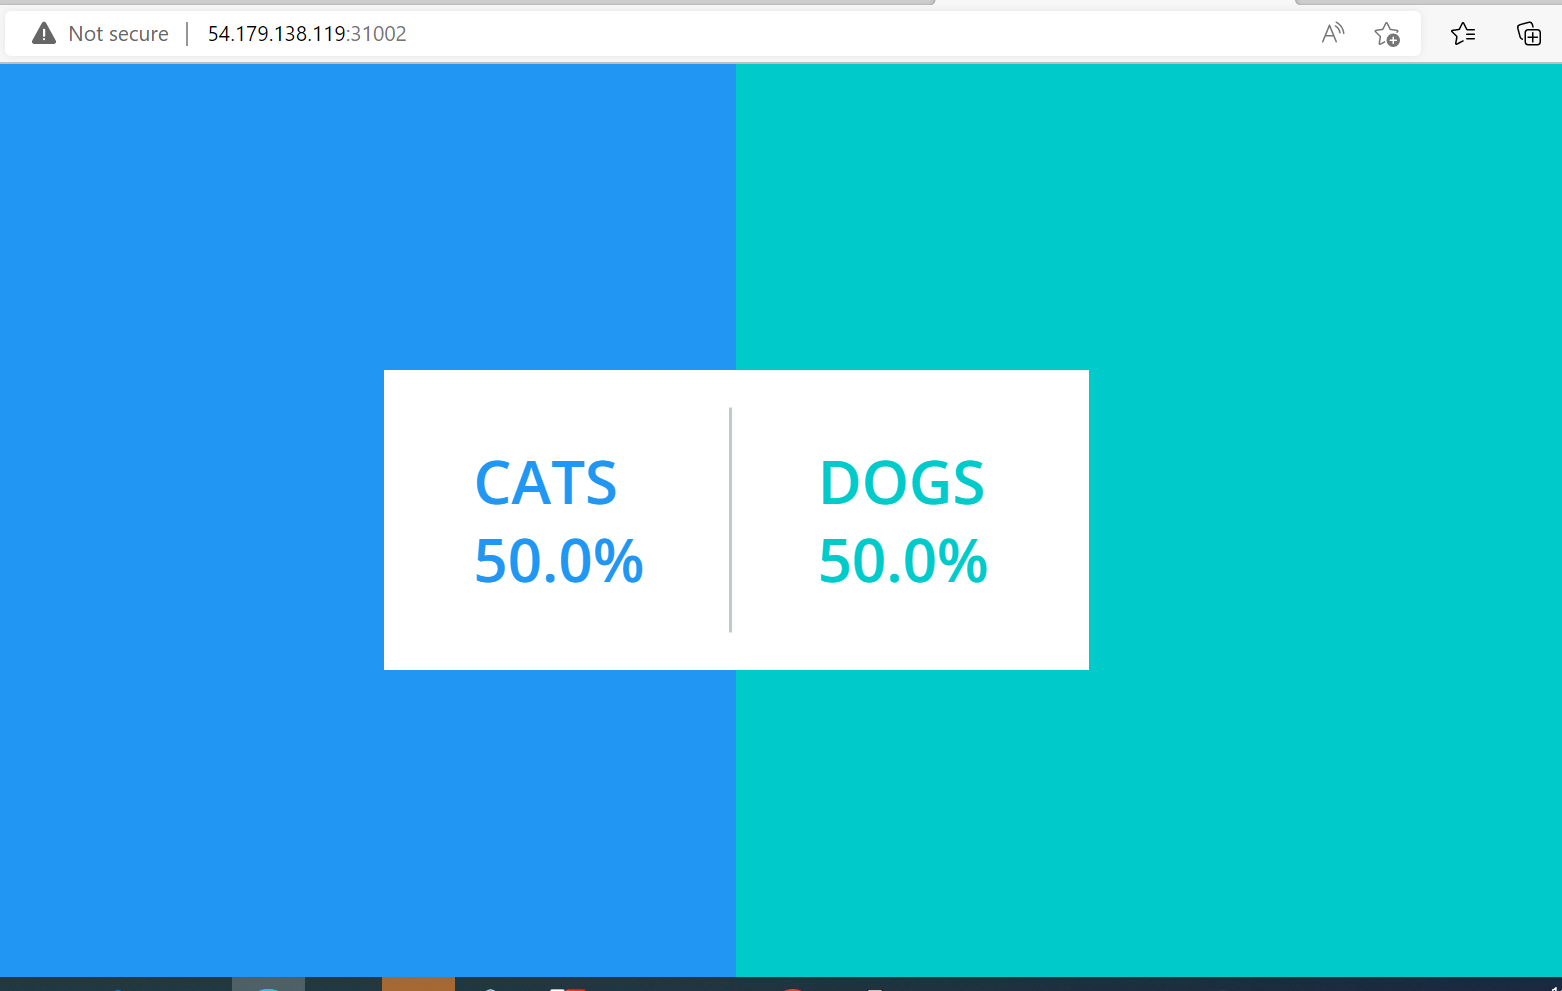 Not secure 54.179.138.119:31002
CATS
50.0%
DOGS
50.0%